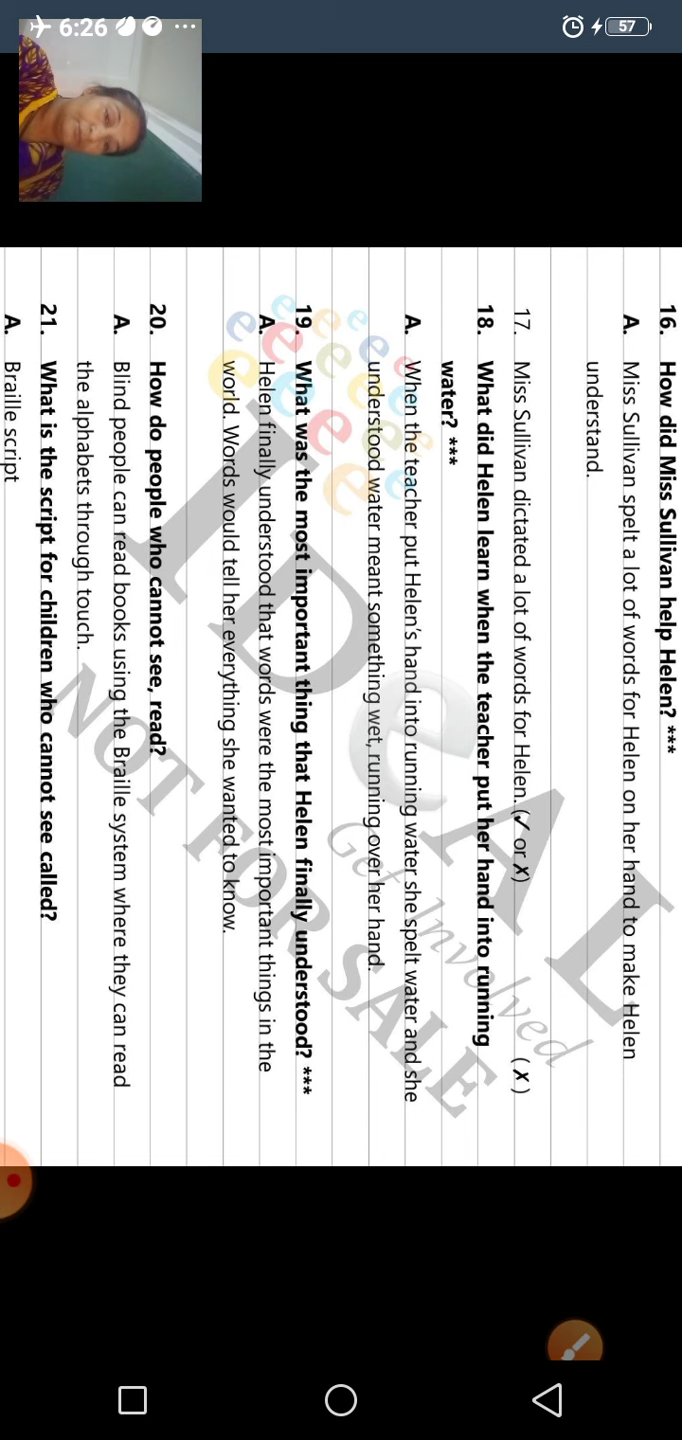 6:26
57
16. How did Miss Sullivan help Helen? ***
A. Miss Sullivan spelt a lot of words for Helen on her hand to make Helen
understand.
17. Miss Sullivan dictated a lot of words for Helen. (✓ or ✗) (✗)
18. What did Helen learn when the teacher put her hand into running
water? ***
A. When the teacher put Helen's hand into running water she spelt water and she
understood water meant something wet, running over her hand.
19. What was the most important thing that Helen finally understood? ***
A. Helen finally understood that words were the most important things in the
world. Words would tell her everything she wanted to know.
20. How do people who cannot see, read?
A. Blind people can read books using the Braille system where they can read
the alphabets through touch.
21. What is the script for children who cannot see called?
A. Braille script
IDeAL
Get Involved
NOT FOR SALE
e e e e e e e e e e e e e e e